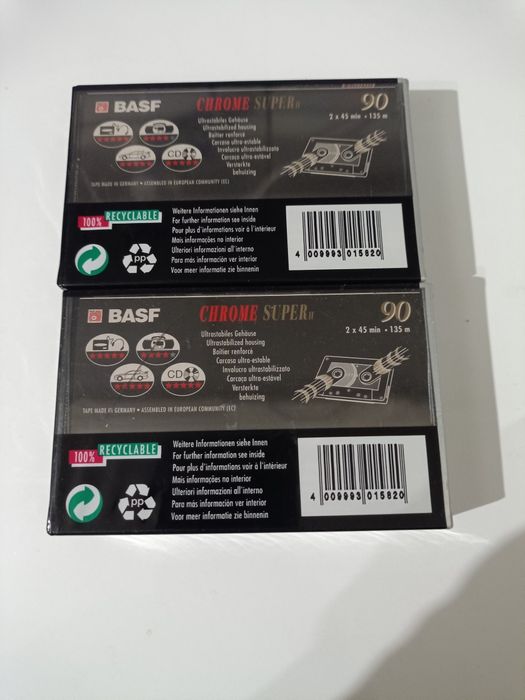 BASF CHROME SUPER II 90
2 x 45 min • 135 m
Ultrastabiles Gehäuse
Ultrastabilized housing
Boîtier renforcé
Carcasa ultra-estable
Involucro ultrastabilizzato
Carcaça ultra-estável
Versterkte
behuizing
CD
TAPE MADE IN GERMANY • ASSEMBLED IN EUROPEAN COMMUNITY (EC)
100% RECYCLABLE
Weitere Informationen siehe Innen
For further information see inside
Pour plus d'informations voir à l'intérieur
Mais informações no interior
Ulteriori informazioni all'interno
Para más información ver interior
Voor meer informatie zie binnenin
PP
4 009993 015820
BASF CHROME SUPER II 90
2 x 45 min • 135 m
Ultrastabiles Gehäuse
Ultrastabilized housing
Boîtier renforcé
Carcasa ultra-estable
Involucro ultrastabilizzato
Carcaça ultra-estável
Versterkte
behuizing
CD
TAPE MADE IN GERMANY • ASSEMBLED IN EUROPEAN COMMUNITY (EC)
100% RECYCLABLE
Weitere Informationen siehe Innen
For further information see inside
Pour plus d'informations voir à l'intérieur
Mais informações no interior
Ulteriori informazioni all'interno
Para más información ver interior
Voor meer informatie zie binnenin
PP
4 009993 015820